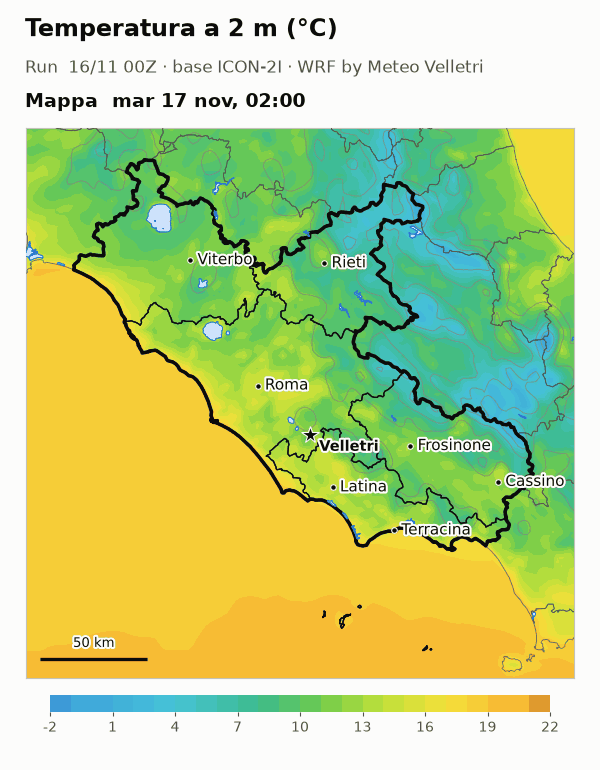 Temperatura a 2 m (°C)
Run  16/11 00Z · base ICON-2I · WRF by Meteo Velletri
Mappa  mar 17 nov, 02:00
Viterbo
Rieti
Roma
Velletri
Frosinone
Cassino
Latina
Terracina
50 km
-2 1 4 7 10 13 16 19 22